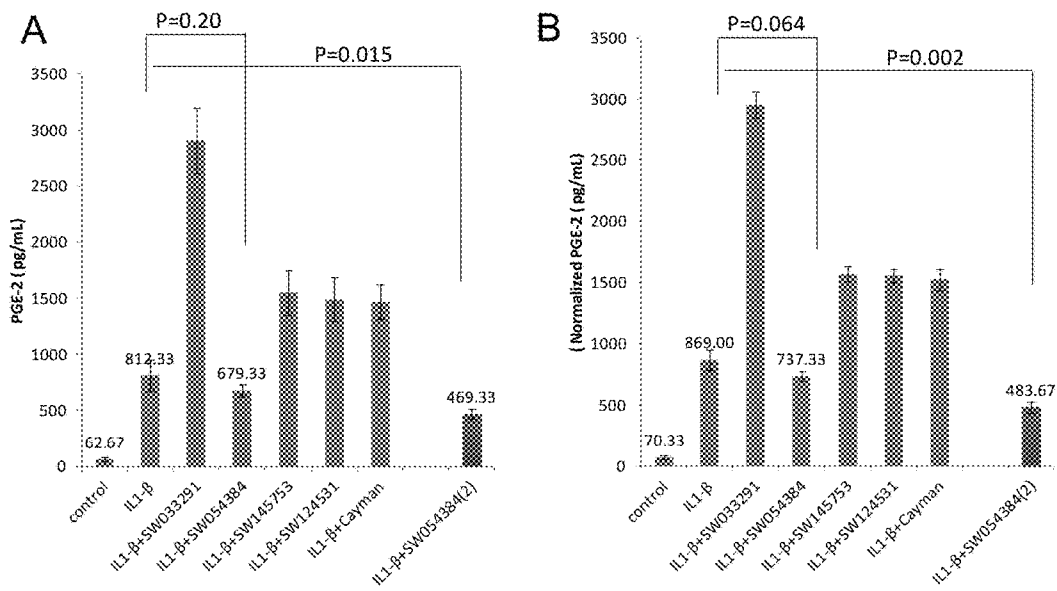 A
P=0.20
P=0.015
PGE-2 ( pg/mL)
3500
3000
2500
2000
1500
1000
500
0
62.67
812.33
679.33
469.33
control
IL1-β
IL1-β+SW033291
IL1-β+SW054384
IL1-β+SW145753
IL1-β+SW124531
IL1-β+Cayman
IL1-β+SW054384(2)
B
P=0.064
P=0.002
( Normalized PGE-2 ( pg/mL)
3500
3000
2500
2000
1500
1000
500
0
70.33
869.00
737.33
483.67
control
IL1-β
IL1-β+SW033291
IL1-β+SW054384
IL1-β+SW145753
IL1-β+SW124531
IL1-β+Cayman
IL1-β+SW054384(2)